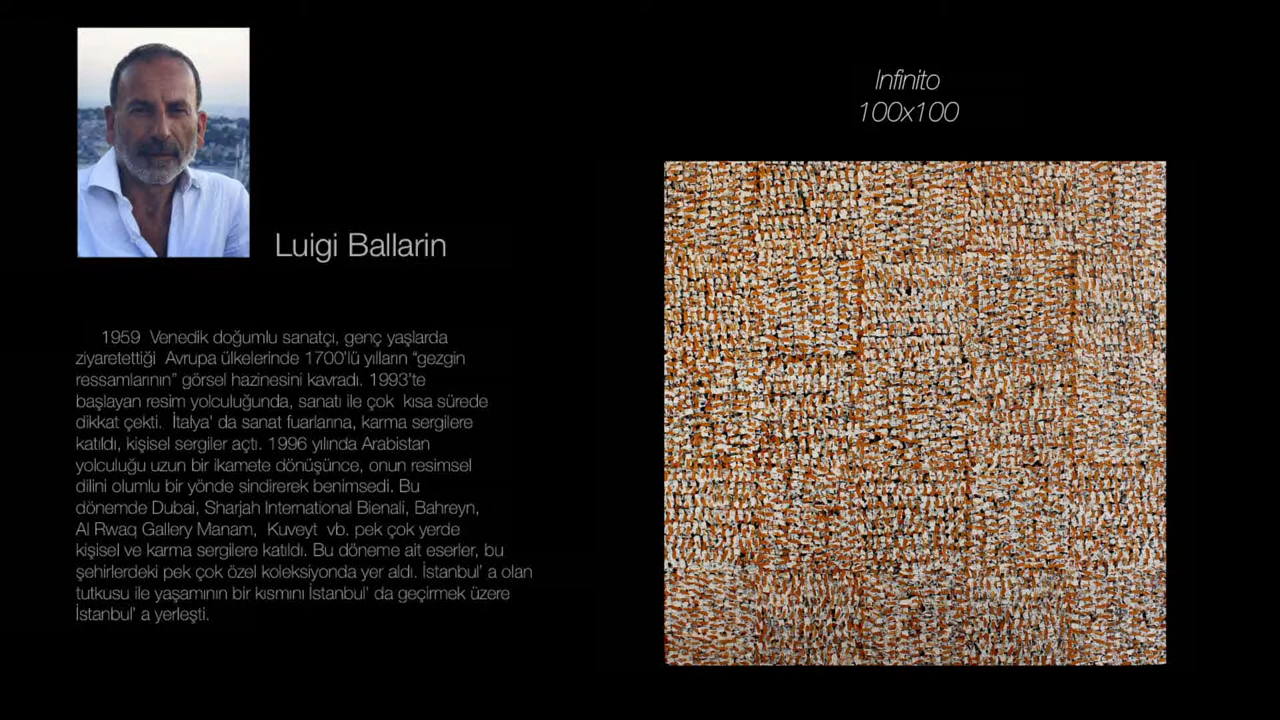 Luigi Ballarin
1959 Venedik doğumlu sanatçı, genç yaşlarda
ziyaretettiği Avrupa ülkelerinde 1700'lü yılların “gezgin
ressamlarının” görsel hazinesini kavradı. 1993'te
başlayan resim yolculuğunda, sanatı ile çok kısa sürede
dikkat çekti. İtalya' da sanat fuarlarına, karma sergilere
katıldı, kişisel sergiler açtı. 1996 yılında Arabistan
yolculuğu uzun bir ikamete dönüşünce, onun resimsel
dilini olumlu bir yönde sindirerek benimsedi. Bu
dönemde Dubai, Sharjah International Bienali, Bahreyn,
Al Rwaq Gallery Manam, Kuveyt vb. pek çok yerde
kişisel ve karma sergilere katıldı. Bu döneme ait eserler, bu
şehirlerdeki pek çok özel koleksiyonda yer aldı. İstanbul' a olan
tutkusu ile yaşamının bir kısmını İstanbul' da geçirmek üzere
İstanbul' a yerleşti.
Infinito
100x100